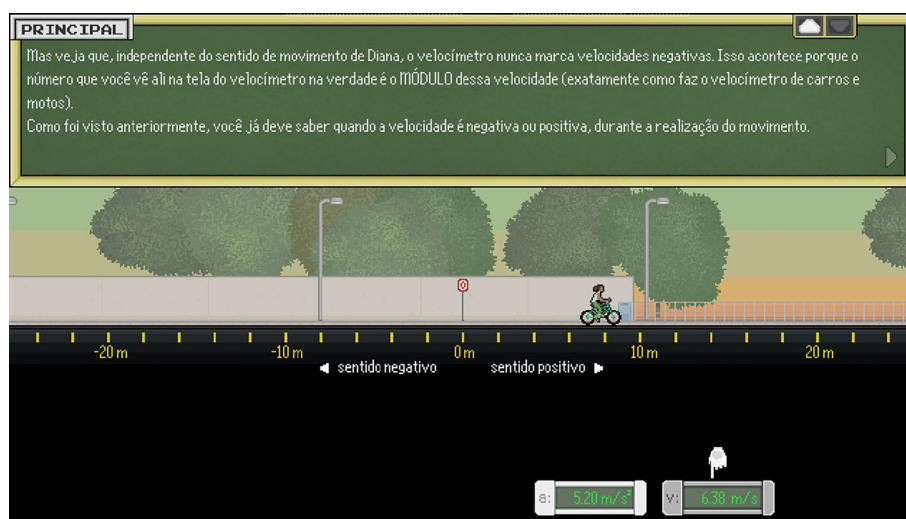 PRINCIPAL
Mas veja que, independente do sentido de movimento de Diana, o velocímetro nunca marca velocidades negativas. Isso acontece porque o
número que você vê ali na tela do velocímetro na verdade é o MÓDULO dessa velocidade (exatamente como faz o velocímetro de carros e
motos).
Como foi visto anteriormente, você já deve saber quando a velocidade é negativa ou positiva, durante a realização do movimento.
0
-20 m -10 m 0 m 10 m 20 m
sentido negativo sentido positivo
a: 5.20 m/s² v: 6.38 m/s